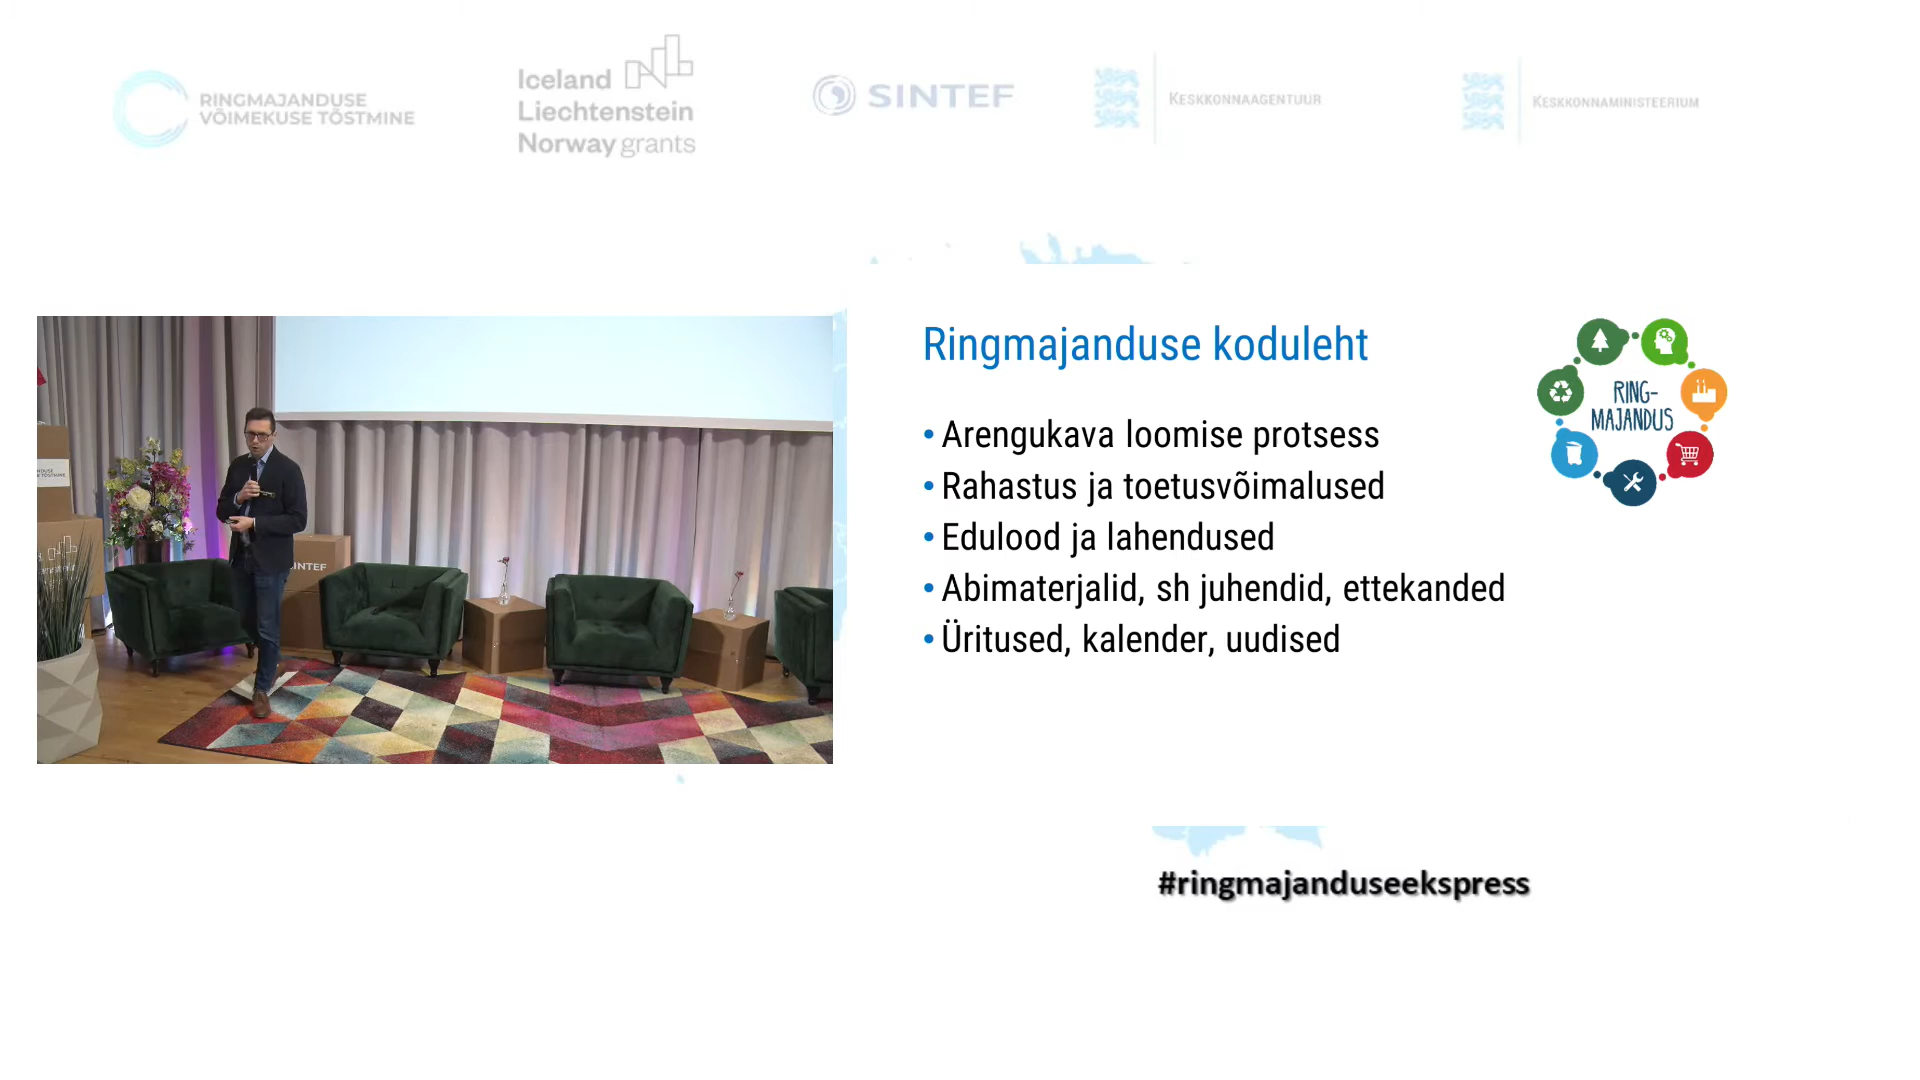 RINGMAJANDUSE
VÕIMEKUSE TÕSTMINE
Iceland
Liechtenstein
Norway grants
SINTEF
KESKKONNAAGENTUUR
KESKKONNAMINISTEERIUM
Ringmajanduse koduleht
• Arengukava loomise protsess
• Rahastus ja toetusvõimalused
• Edulood ja lahendused
• Abimaterjalid, sh juhendid, ettekanded
• Üritused, kalender, uudised
RING-
MAJANDUS
INTEF
#ringmajanduseekspress